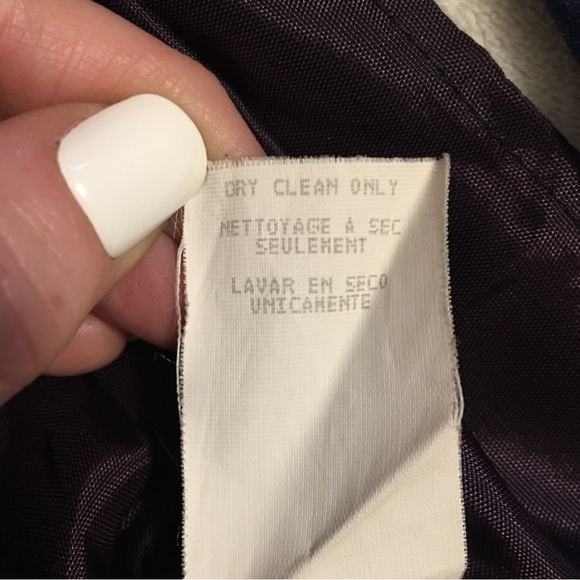 DRY CLEAN ONLY
NETTOYAGE A SEC
SEULEMENT
LAVAR EN SECO
UNICAMENTE